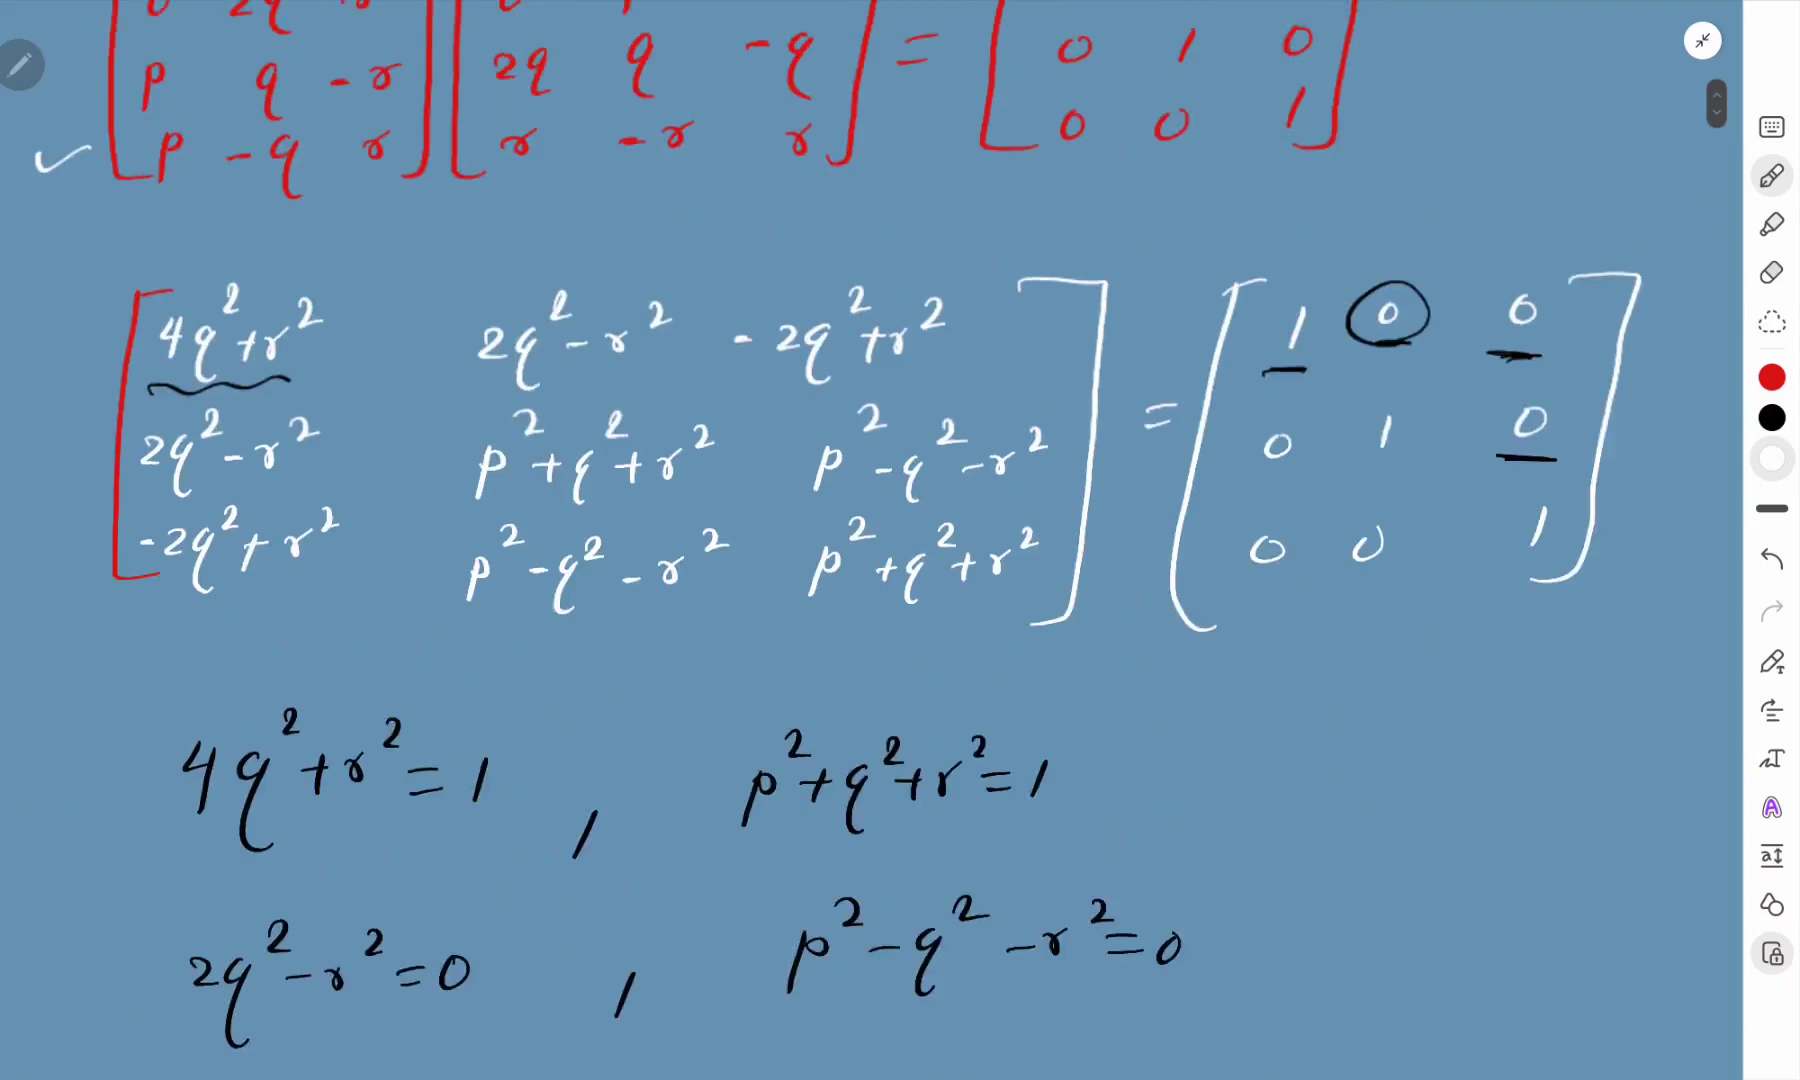 p q -r 2q q -q = 0 1 0
p -q r r -r r 0 0 1
4q²+r² 2q²-r² -2q²+r² 1 0 0
2q²-r² p²+q²+r² p²-q²-r² = 0 1 0
-2q²+r² p²-q²-r² p²+q²+r² 0 0 1
4q²+r²=1 , p²+q²+r²=1
2q²-r²=0 , p²-q²-r²=0